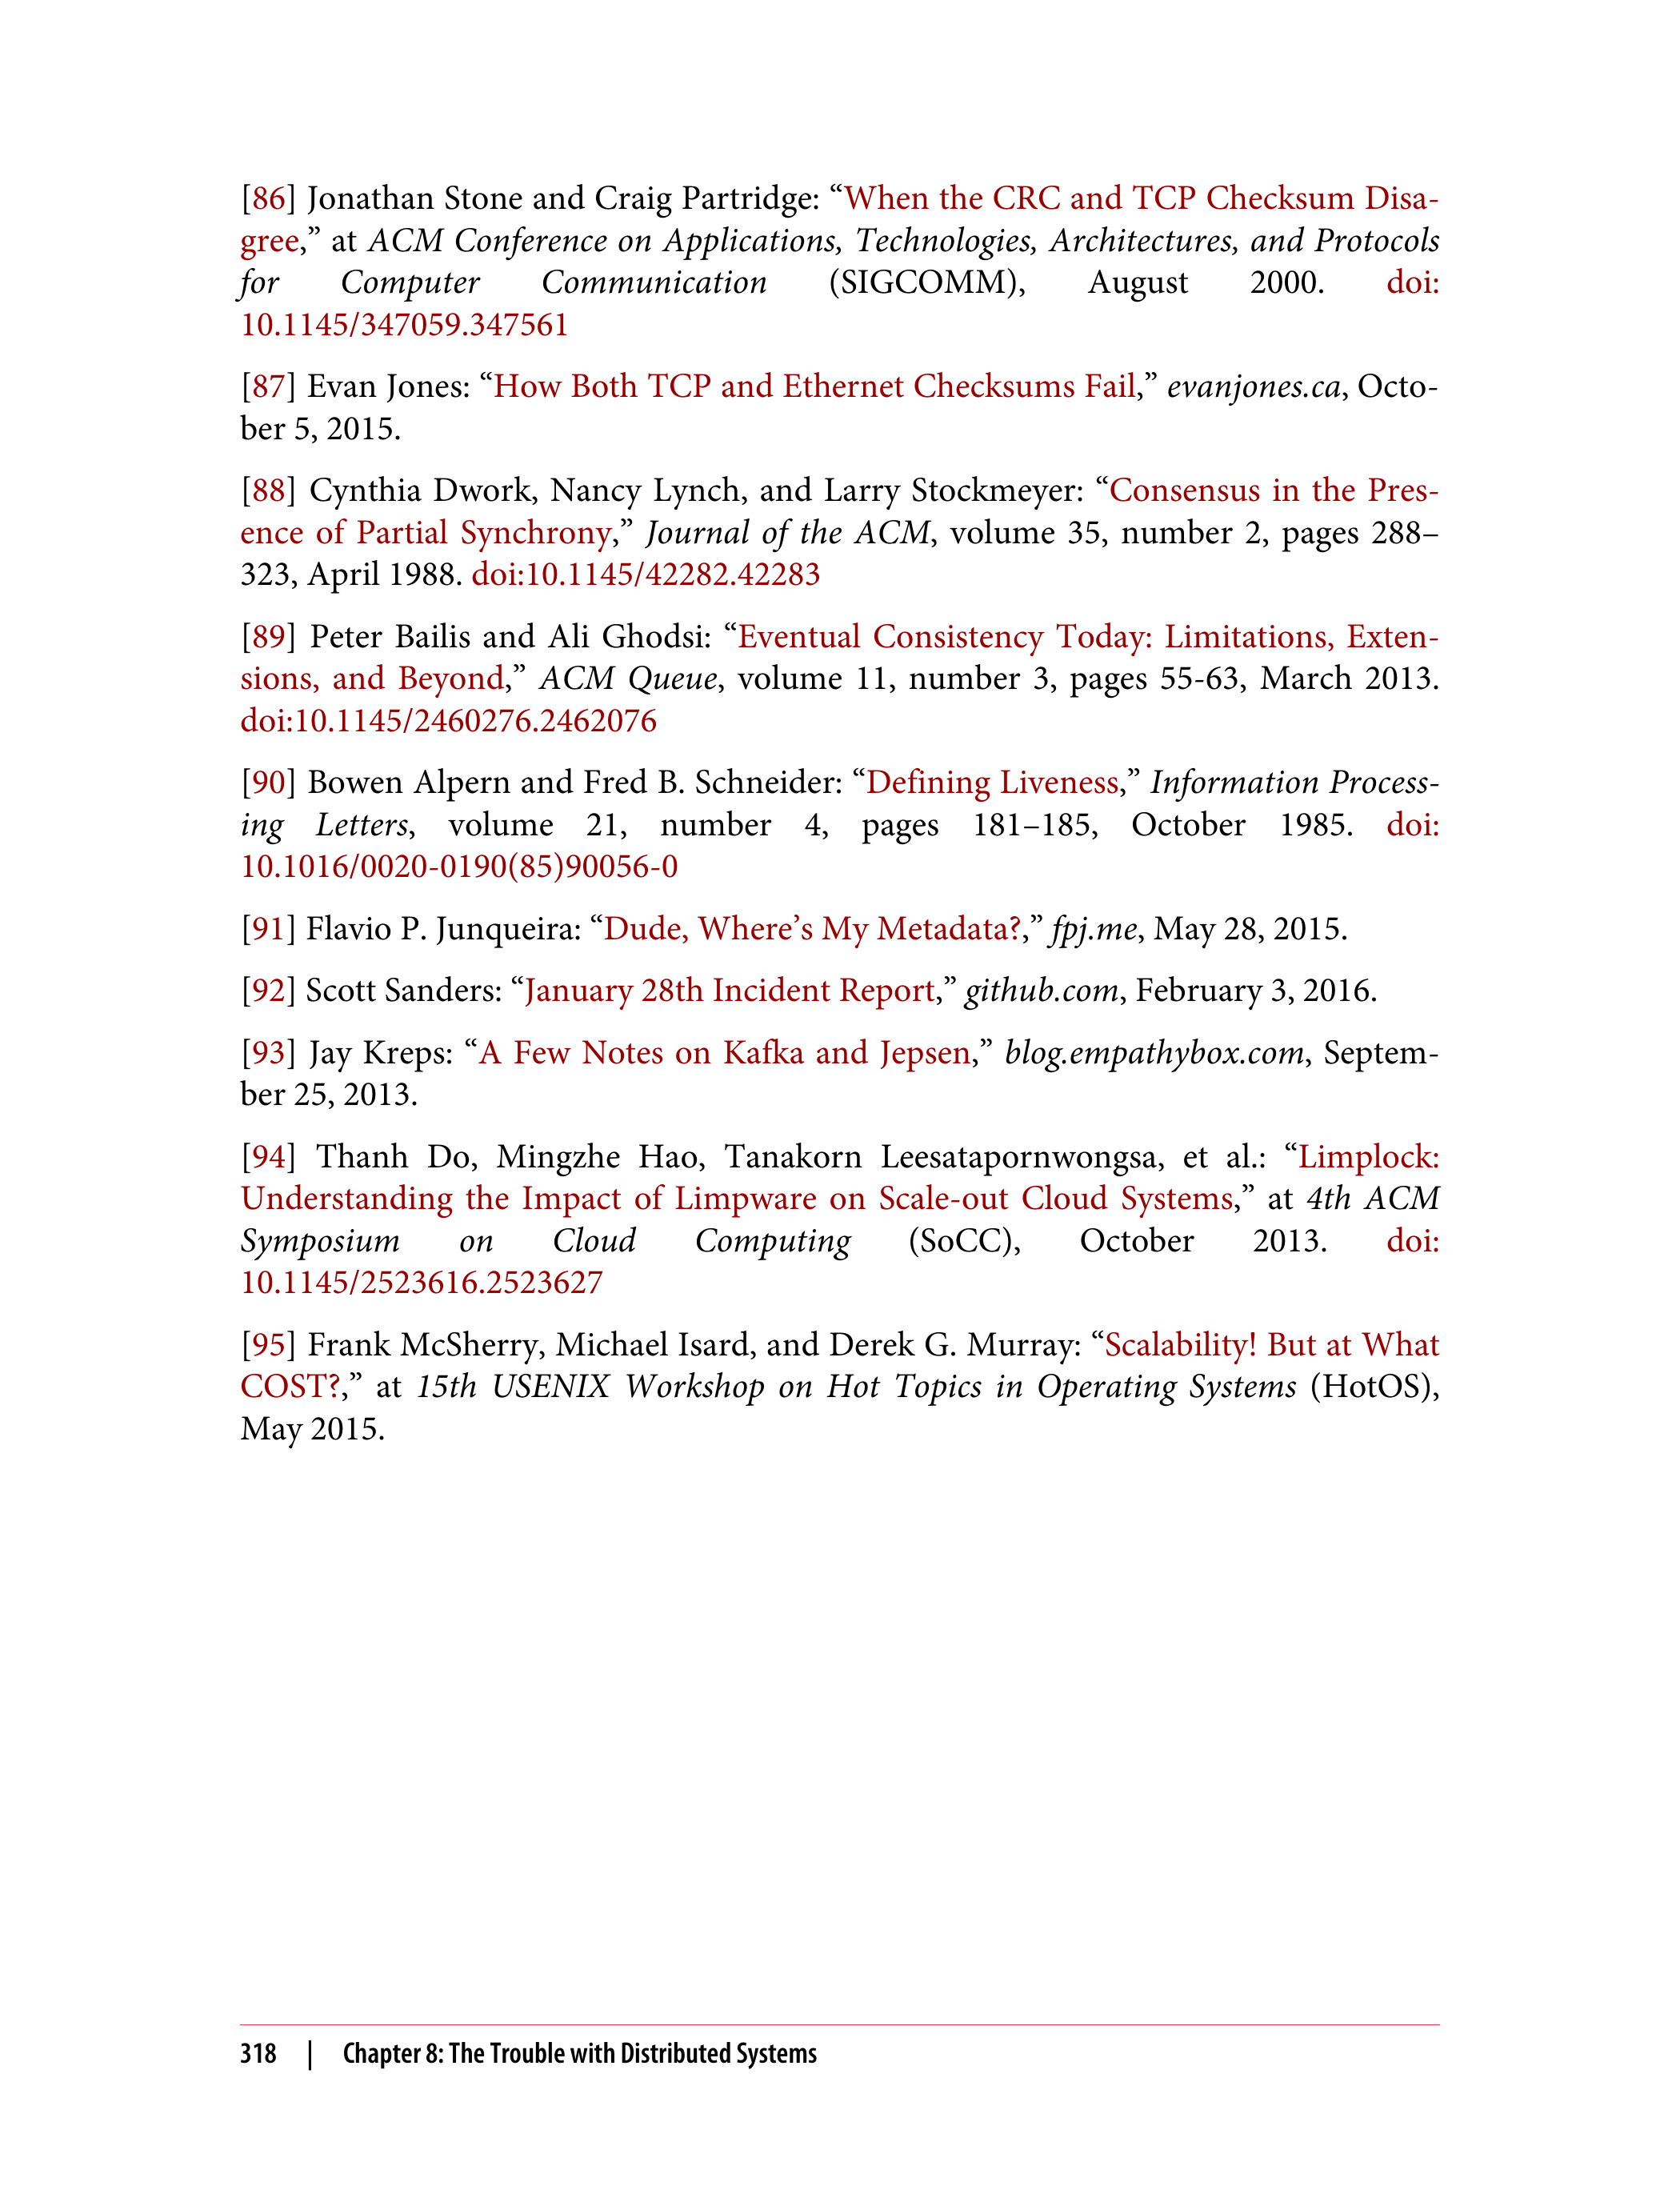 [86] Jonathan Stone and Craig Partridge: “When the CRC and TCP Checksum Disa-
gree,” at ACM Conference on Applications, Technologies, Architectures, and Protocols
for Computer Communication (SIGCOMM), August 2000. doi:
10.1145/347059.347561
[87] Evan Jones: “How Both TCP and Ethernet Checksums Fail,” evanjones.ca, Octo-
ber 5, 2015.
[88] Cynthia Dwork, Nancy Lynch, and Larry Stockmeyer: “Consensus in the Pres-
ence of Partial Synchrony,” Journal of the ACM, volume 35, number 2, pages 288–
323, April 1988. doi:10.1145/42282.42283
[89] Peter Bailis and Ali Ghodsi: “Eventual Consistency Today: Limitations, Exten-
sions, and Beyond,” ACM Queue, volume 11, number 3, pages 55-63, March 2013.
doi:10.1145/2460276.2462076
[90] Bowen Alpern and Fred B. Schneider: “Defining Liveness,” Information Process-
ing Letters, volume 21, number 4, pages 181–185, October 1985. doi:
10.1016/0020-0190(85)90056-0
[91] Flavio P. Junqueira: “Dude, Where’s My Metadata?,” fpj.me, May 28, 2015.
[92] Scott Sanders: “January 28th Incident Report,” github.com, February 3, 2016.
[93] Jay Kreps: “A Few Notes on Kafka and Jepsen,” blog.empathybox.com, Septem-
ber 25, 2013.
[94] Thanh Do, Mingzhe Hao, Tanakorn Leesatapornwongsa, et al.: “Limplock:
Understanding the Impact of Limpware on Scale-out Cloud Systems,” at 4th ACM
Symposium on Cloud Computing (SoCC), October 2013. doi:
10.1145/2523616.2523627
[95] Frank McSherry, Michael Isard, and Derek G. Murray: “Scalability! But at What
COST?,” at 15th USENIX Workshop on Hot Topics in Operating Systems (HotOS),
May 2015.
318 | Chapter 8: The Trouble with Distributed Systems